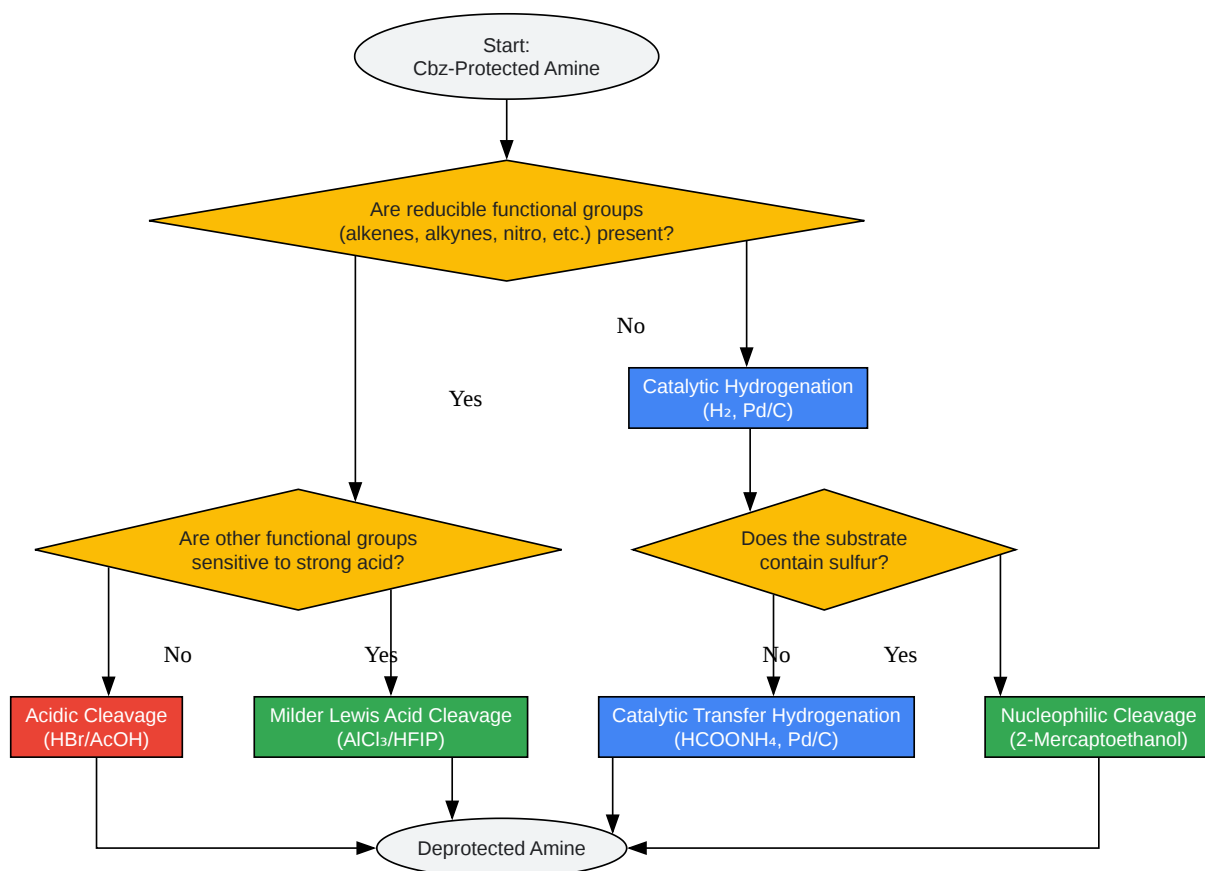 Start:
Cbz-Protected Amine
Are reducible functional groups
(alkenes, alkynes, nitro, etc.) present?
No
Yes
Catalytic Hydrogenation
(H₂, Pd/C)
Are other functional groups
sensitive to strong acid?
Does the substrate
contain sulfur?
No
Yes
No
Yes
Acidic Cleavage
(HBr/AcOH)
Milder Lewis Acid Cleavage
(AlCl₃/HFIP)
Catalytic Transfer Hydrogenation
(HCOONH₄, Pd/C)
Nucleophilic Cleavage
(2-Mercaptoethanol)
Deprotected Amine